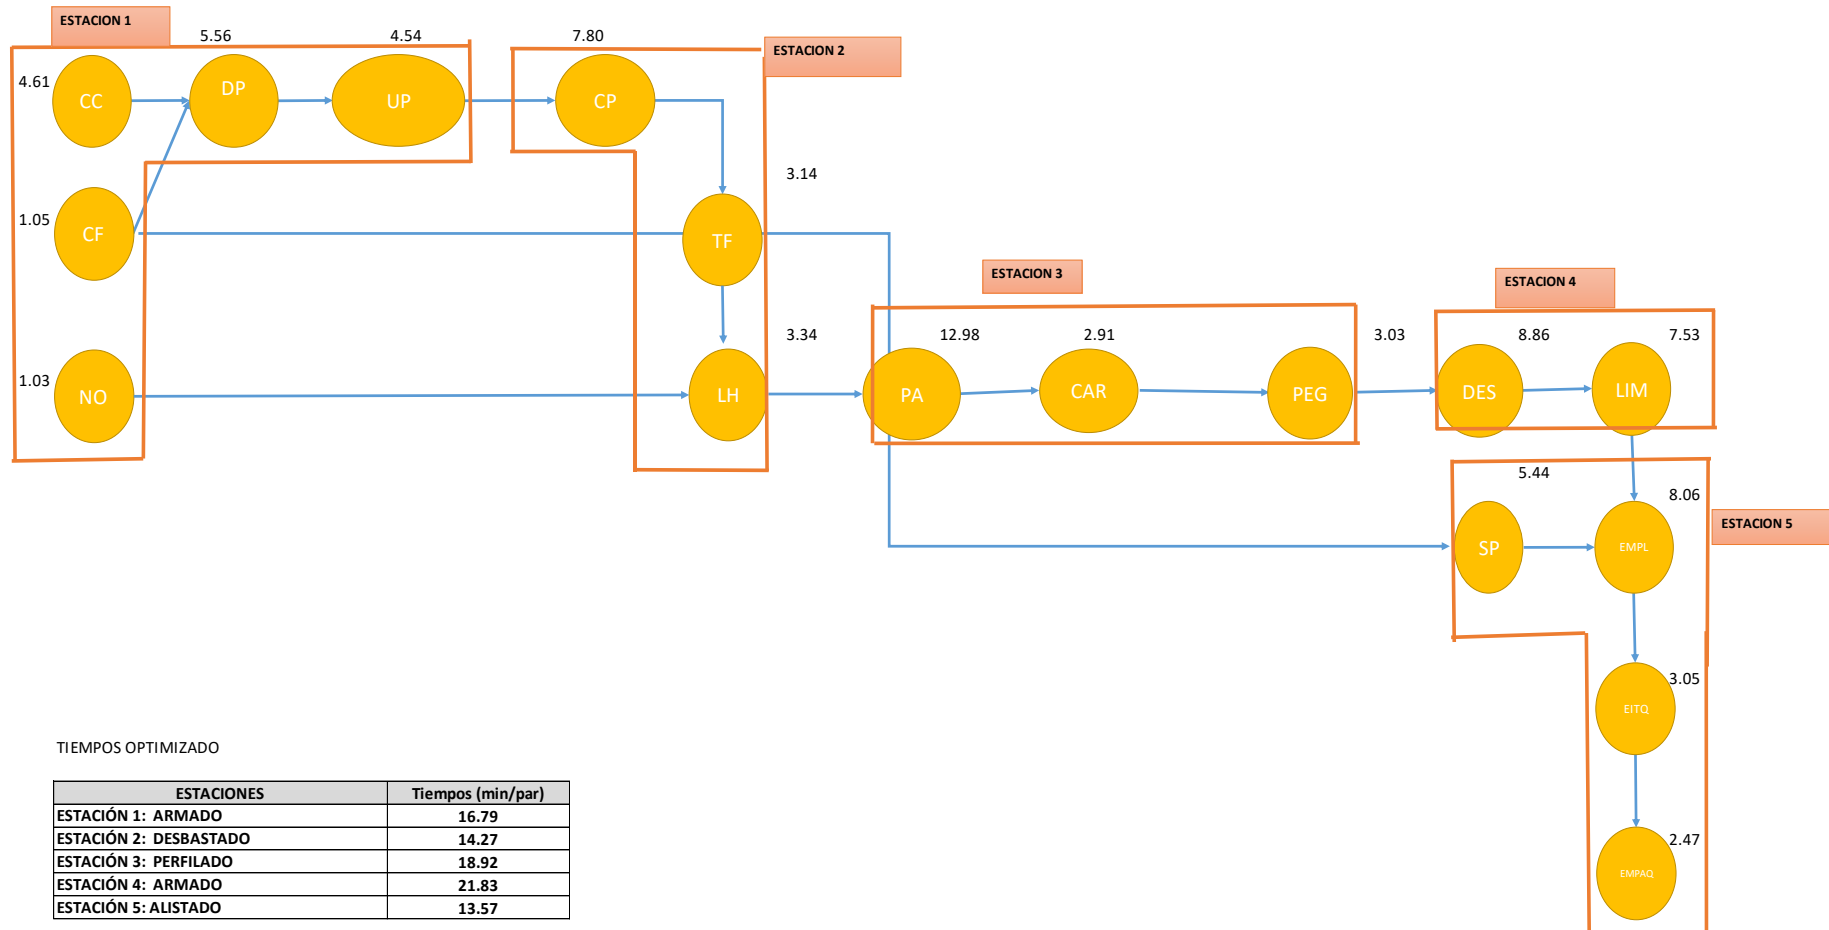 ESTACION 1
5.56
4.54
7.80
ESTACION 2
4.61
CC
DP
UP
CP
3.14
1.05
CF
TF
ESTACION 3
ESTACION 4
3.34
12.98
2.91
3.03
8.86
7.53
1.03
NO
LH
PA
CAR
PEG
DES
LIM
5.44
8.06
ESTACION 5
SP
EMPL
3.05
EITQ
2.47
EMPAQ
TIEMPOS OPTIMIZADO
ESTACIONES Tiempos (min/par)
ESTACIÓN 1: ARMADO 16.79
ESTACIÓN 2: DESBASTADO 14.27
ESTACIÓN 3: PERFILADO 18.92
ESTACIÓN 4: ARMADO 21.83
ESTACIÓN 5: ALISTADO 13.57